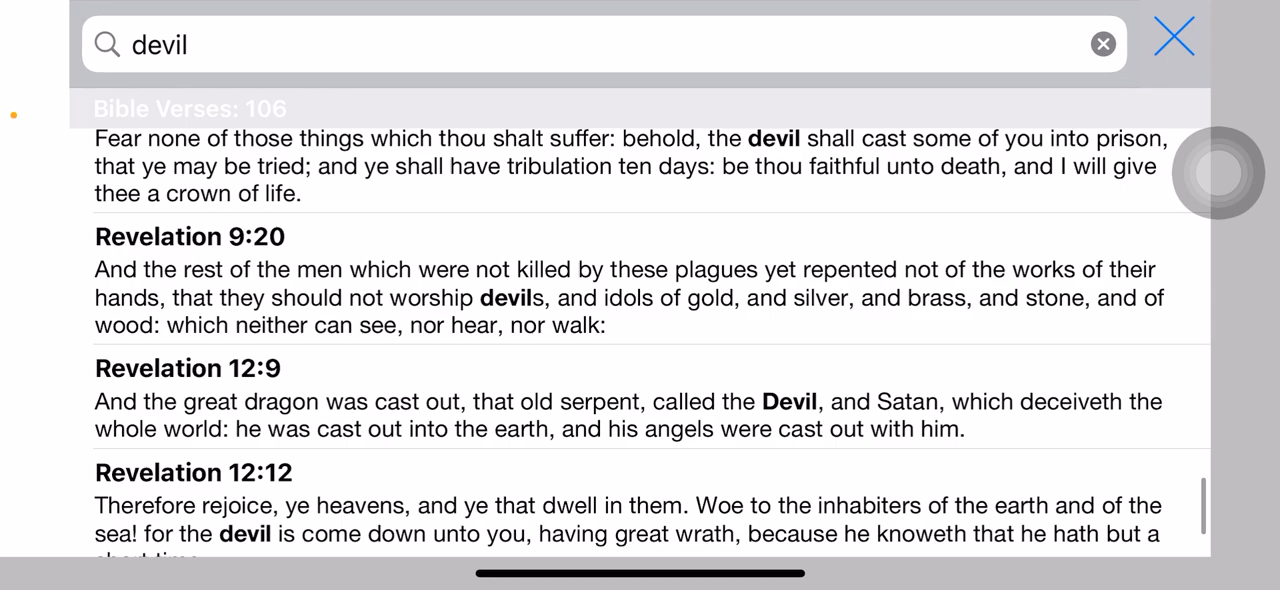 devil
Bible Verses: 106
Fear none of those things which thou shalt suffer: behold, the devil shall cast some of you into prison,
that ye may be tried; and ye shall have tribulation ten days: be thou faithful unto death, and I will give
thee a crown of life.
Revelation 9:20
And the rest of the men which were not killed by these plagues yet repented not of the works of their
hands, that they should not worship devils, and idols of gold, and silver, and brass, and stone, and of
wood: which neither can see, nor hear, nor walk:
Revelation 12:9
And the great dragon was cast out, that old serpent, called the Devil, and Satan, which deceiveth the
whole world: he was cast out into the earth, and his angels were cast out with him.
Revelation 12:12
Therefore rejoice, ye heavens, and ye that dwell in them. Woe to the inhabiters of the earth and of the
sea! for the devil is come down unto you, having great wrath, because he knoweth that he hath but a